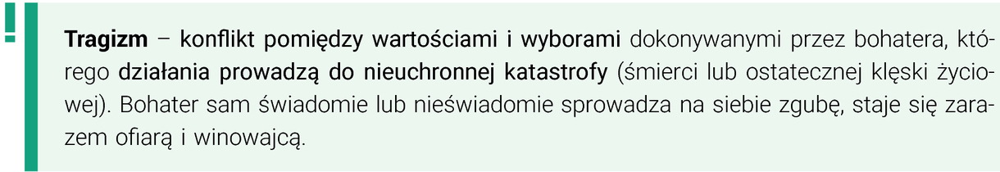 Tragizm – konflikt pomiędzy wartościami i wyborami dokonywanymi przez bohatera, któ-
rego działania prowadzą do nieuchronnej katastrofy (śmierci lub ostatecznej klęski życio-
wej). Bohater sam świadomie lub nieświadomie sprowadza na siebie zgubę, staje się zara-
zem ofiarą i winowajcą.